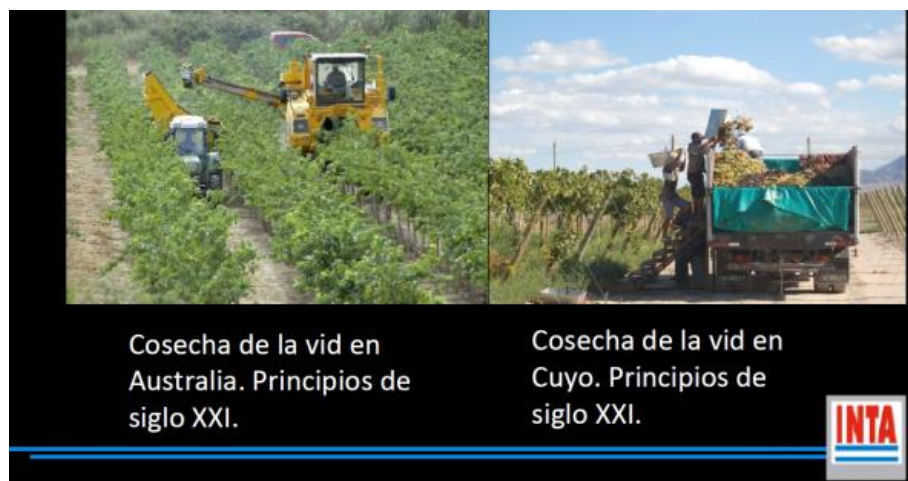 Cosecha de la vid en
Australia. Principios de
siglo XXI.
Cosecha de la vid en
Cuyo. Principios de
siglo XXI.
INTA